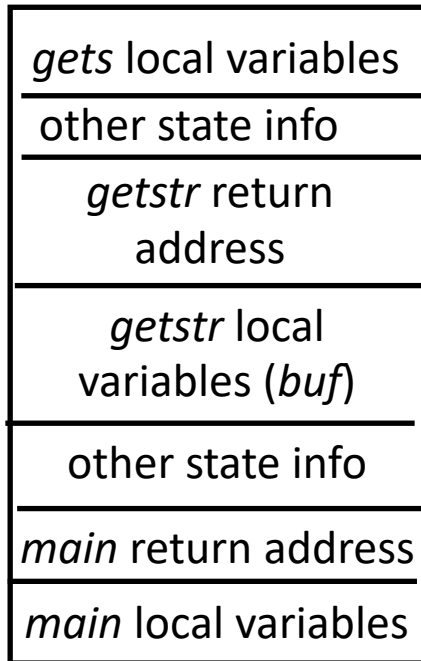 gets local variables
other state info
getstr return
address
getstr local
variables (buf)
other state info
main return address
main local variables